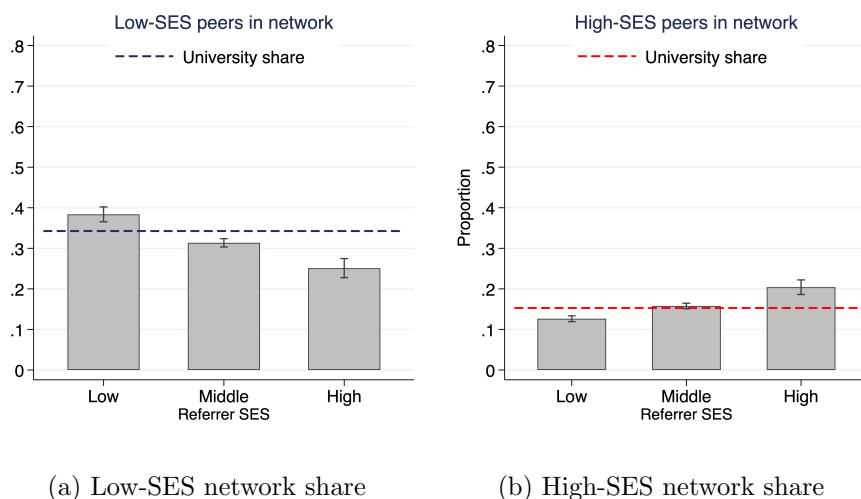 Low-SES peers in network
University share
.8
.7
.6
.5
.4
.3
.2
.1
0
Low
Middle
High
Referrer SES
(a) Low-SES network share
High-SES peers in network
University share
Proportion
.8
.7
.6
.5
.4
.3
.2
.1
0
Low
Middle
High
Referrer SES
(b) High-SES network share